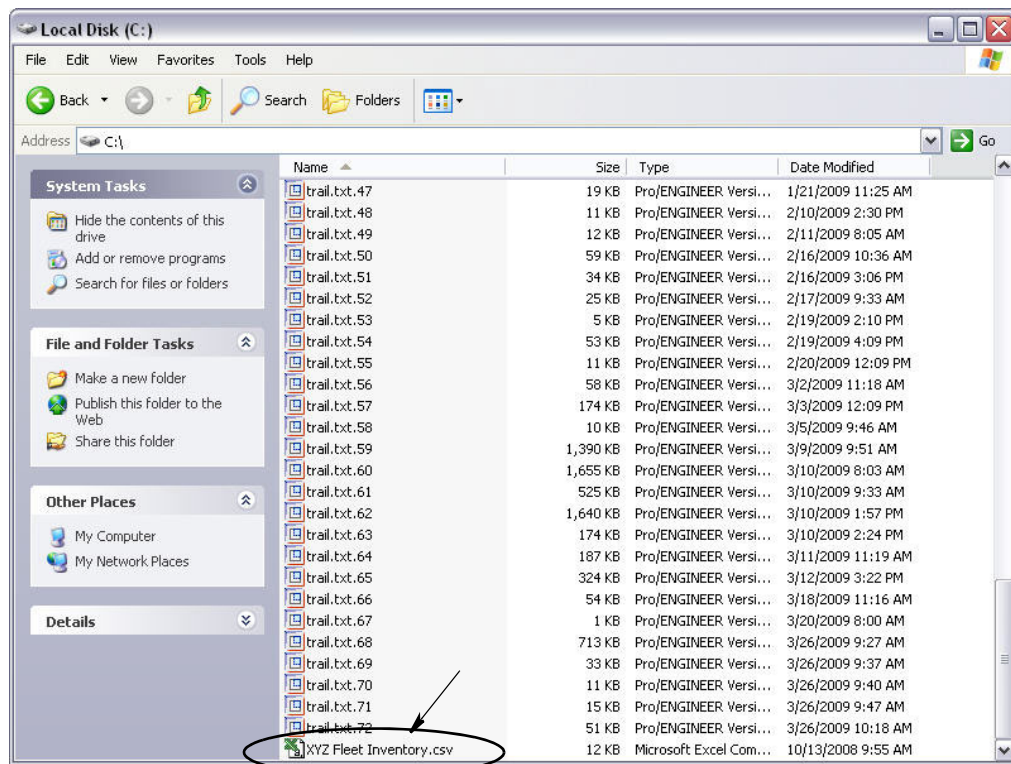 Local Disk (C:)
File Edit View Favorites Tools Help
Back Search Folders
Address C:\ Go
System Tasks
Hide the contents of this
drive
Add or remove programs
Search for files or folders
File and Folder Tasks
Make a new folder
Publish this folder to the
Web
Share this folder
Other Places
My Computer
My Network Places
Details
Name Size Type Date Modified
trail.txt.47 19 KB Pro/ENGINEER Versi... 1/21/2009 11:25 AM
trail.txt.48 11 KB Pro/ENGINEER Versi... 2/10/2009 2:30 PM
trail.txt.49 12 KB Pro/ENGINEER Versi... 2/11/2009 8:05 AM
trail.txt.50 59 KB Pro/ENGINEER Versi... 2/16/2009 10:36 AM
trail.txt.51 34 KB Pro/ENGINEER Versi... 2/16/2009 3:06 PM
trail.txt.52 25 KB Pro/ENGINEER Versi... 2/17/2009 9:33 AM
trail.txt.53 5 KB Pro/ENGINEER Versi... 2/19/2009 2:10 PM
trail.txt.54 53 KB Pro/ENGINEER Versi... 2/19/2009 4:09 PM
trail.txt.55 11 KB Pro/ENGINEER Versi... 2/20/2009 12:09 PM
trail.txt.56 58 KB Pro/ENGINEER Versi... 3/2/2009 11:18 AM
trail.txt.57 174 KB Pro/ENGINEER Versi... 3/3/2009 12:09 PM
trail.txt.58 10 KB Pro/ENGINEER Versi... 3/5/2009 9:46 AM
trail.txt.59 1,390 KB Pro/ENGINEER Versi... 3/9/2009 9:51 AM
trail.txt.60 1,655 KB Pro/ENGINEER Versi... 3/10/2009 8:03 AM
trail.txt.61 525 KB Pro/ENGINEER Versi... 3/10/2009 9:33 AM
trail.txt.62 1,640 KB Pro/ENGINEER Versi... 3/10/2009 1:57 PM
trail.txt.63 174 KB Pro/ENGINEER Versi... 3/10/2009 2:24 PM
trail.txt.64 187 KB Pro/ENGINEER Versi... 3/11/2009 11:19 AM
trail.txt.65 324 KB Pro/ENGINEER Versi... 3/12/2009 3:22 PM
trail.txt.66 54 KB Pro/ENGINEER Versi... 3/18/2009 11:16 AM
trail.txt.67 1 KB Pro/ENGINEER Versi... 3/20/2009 8:00 AM
trail.txt.68 713 KB Pro/ENGINEER Versi... 3/26/2009 9:27 AM
trail.txt.69 33 KB Pro/ENGINEER Versi... 3/26/2009 9:37 AM
trail.txt.70 11 KB Pro/ENGINEER Versi... 3/26/2009 9:40 AM
trail.txt.71 15 KB Pro/ENGINEER Versi... 3/26/2009 9:47 AM
trail.txt.72 51 KB Pro/ENGINEER Versi... 3/26/2009 10:18 AM
XYZ Fleet Inventory.csv 12 KB Microsoft Excel Com... 10/13/2008 9:55 AM